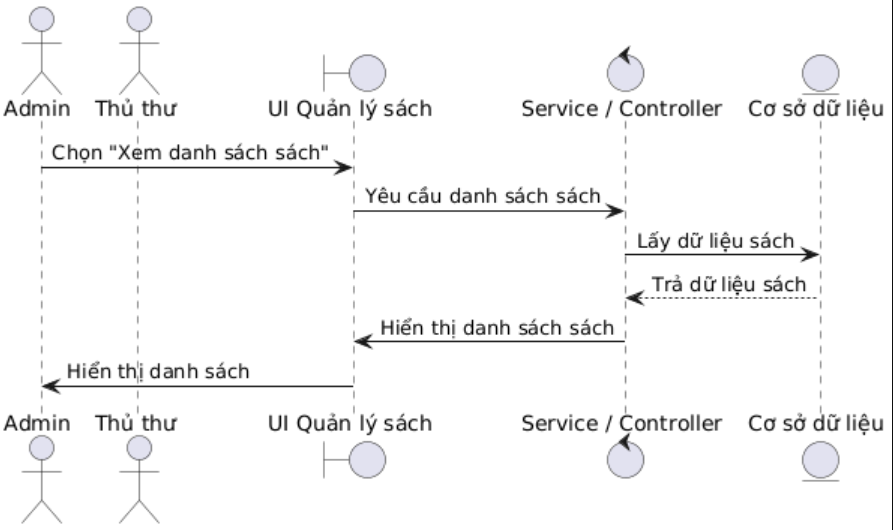 Admin Thủ thư UI Quản lý sách Service / Controller Cơ sở dữ liệu
Chọn "Xem danh sách sách"
Yêu cầu danh sách sách
Lấy dữ liệu sách
Trả dữ liệu sách
Hiển thị danh sách sách
Hiển thị danh sách
Admin Thủ thư UI Quản lý sách Service / Controller Cơ sở dữ liệu